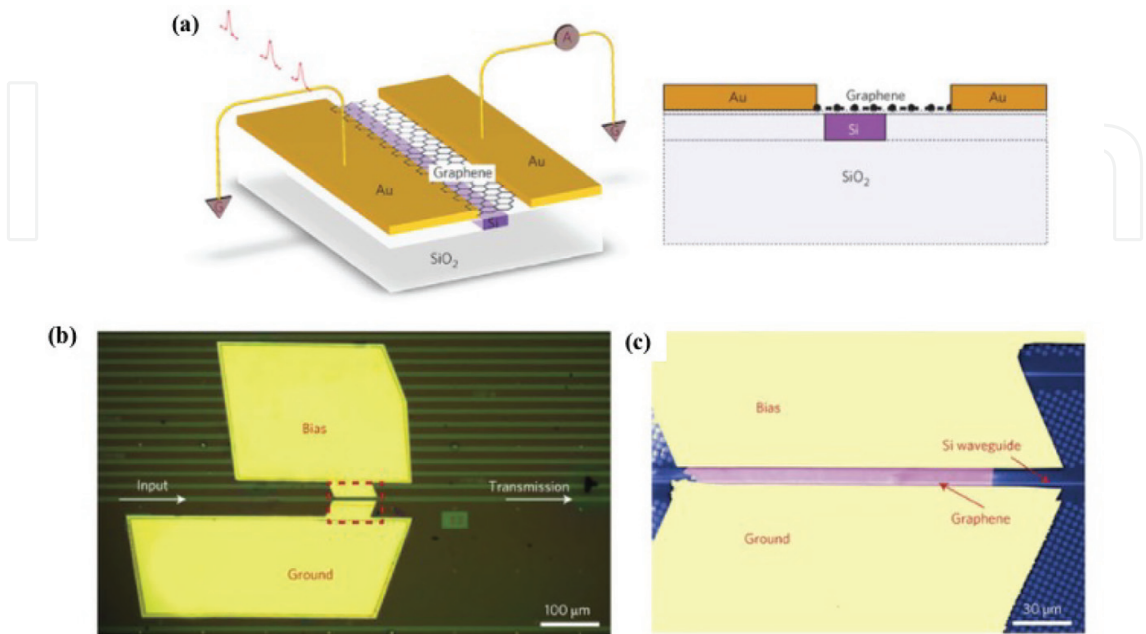 (a)
A
G
G
Au
Graphene
Au
Si
SiO₂
Au
Graphene
Au
Si
SiO₂
(b)
Bias
Input
Transmission
Ground
100 μm
(c)
Bias
Si waveguide
Graphene
Ground
30 μm